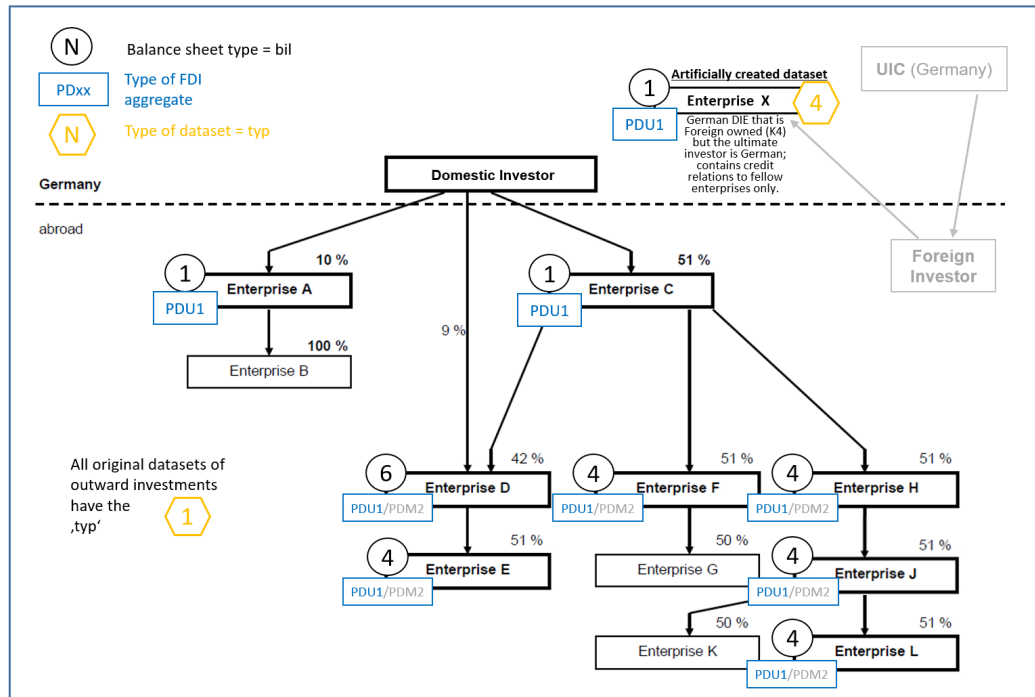 N
Balance sheet type = bil
PDxx
Type of FDI
aggregate
N
Type of dataset = typ
Artificially created dataset
1
Enterprise X
4
PDU1
German DIE that is
Foreign owned (K4)
but the ultimate
investor is German;
contains credit
relations to fellow
enterprises only.
UIC (Germany)
Domestic Investor
Germany
abroad
Foreign
Investor
10 %
1
Enterprise A
PDU1
51 %
1
Enterprise C
PDU1
9 %
100 %
Enterprise B
All original datasets of
outward investments
have the
‚typ‘
1
42 %
6
Enterprise D
PDU1/PDM2
51 %
4
Enterprise F
PDU1/PDM2
51 %
4
Enterprise H
PDU1/PDM2
51 %
4
Enterprise E
PDU1/PDM2
50 %
Enterprise G
51 %
4
Enterprise J
PDU1/PDM2
50 %
Enterprise K
51 %
4
Enterprise L
PDU1/PDM2